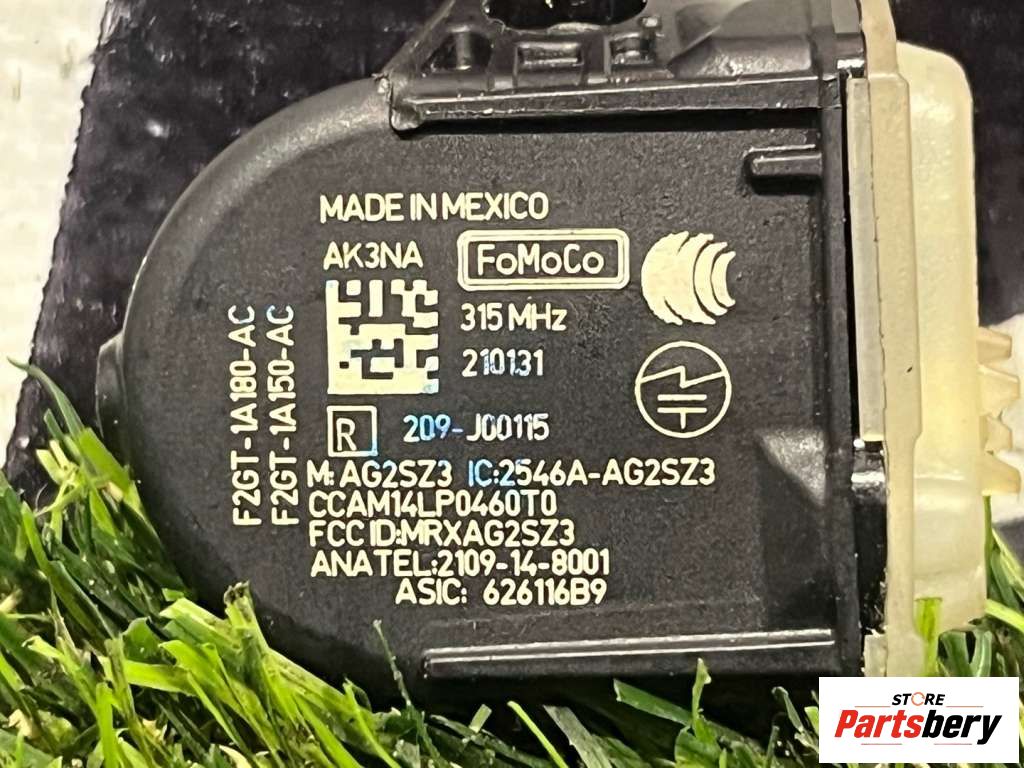 MADE IN MEXICO
AK3NA
FoMoCo
315 MHz
210131
R
209-J00115
M:AG2SZ3 IC:2546A-AG2SZ3
CCAM14LP0460T0
FCC ID:MRXAG2SZ3
ANATEL:2109-14-8001
ASIC: 626116B9
F2GT-1A180-AC
F2GT-1A150-AC
STORE
Partsbery